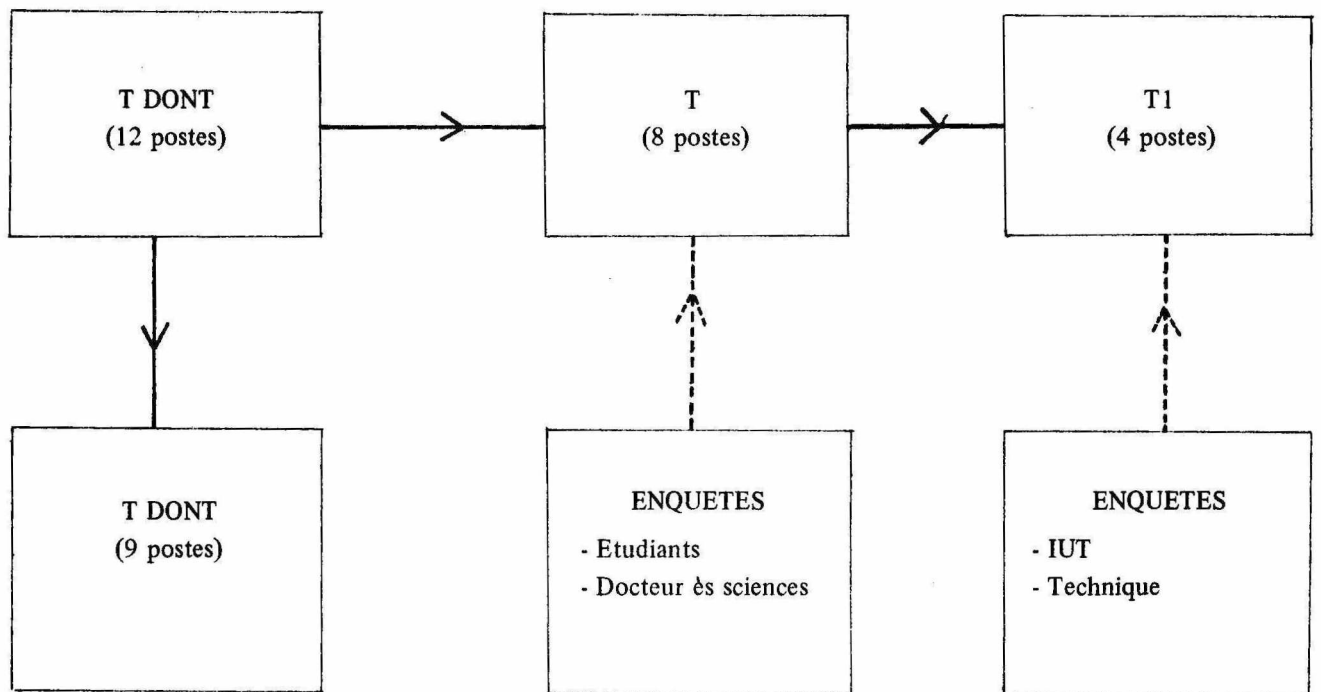 T DONT
(12 postes)
T
(8 postes)
T1
(4 postes)
T DONT
(9 postes)
ENQUETES
- Etudiants
- Docteur ès sciences
ENQUETES
- IUT
- Technique